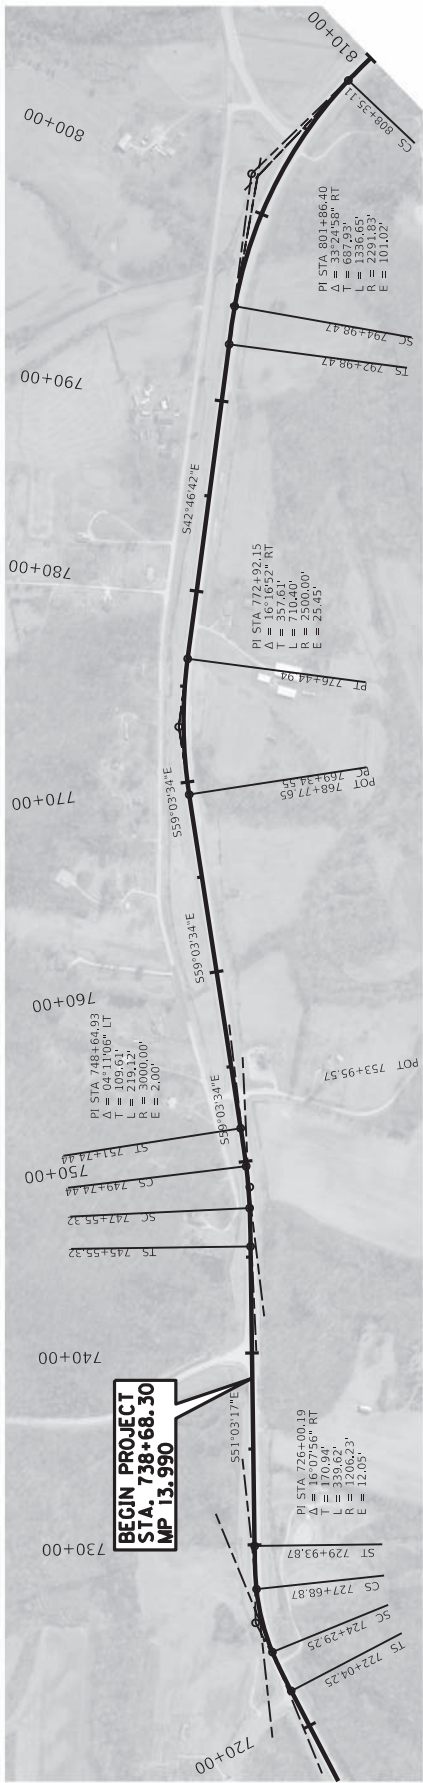 810+00
CS 808+35.11
800+00
PI STA 801+86.40
Δ = 33°24'58" RT
T = 687.93'
L = 1336.65'
R = 2291.83'
E = 101.02'
SC 794+98.47
TS 792+98.47
790+00
S42°46'42"E
780+00
PI STA 772+92.15
Δ = 16°16'52" RT
T = 357.61'
L = 710.40'
R = 2500.00'
E = 25.45'
PT 776+44.94
770+00
S59°03'34"E
PC 769+34.55
POT 768+77.65
S59°03'34"E
760+00
PI STA 748+64.93
Δ = 04°11'06" LT
T = 109.61'
L = 219.12'
R = 3000.00'
E = 2.00'
POT 753+95.57
S59°03'34"E
ST 751+74.44
750+00
CS 749+74.44
SC 747+55.32
TS 745+55.32
740+00
BEGIN PROJECT
STA. 738+68.30
MP 13.990
S51°03'17"E
PI STA 726+00.19
Δ = 16°07'56" RT
T = 170.94'
L = 339.62'
R = 1206.23'
E = 12.05'
730+00
ST 729+93.87
CS 727+68.87
SC 724+29.25
TS 722+04.25
720+00